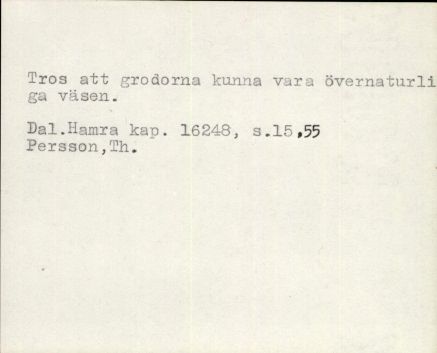 Tros att grodorna kunna vara övernaturli
ga väsen.
Dal.Hamra kap. 16248, s.15,55
Persson,Th.